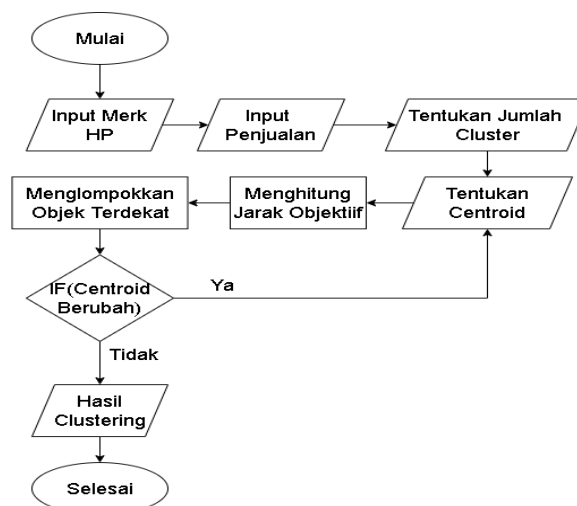 Mulai
Input Merk
HP
Input
Penjualan
Tentukan Jumlah
Cluster
Tentukan
Centroid
Menghitung
Jarak Objektiif
Menglompokkan
Objek Terdekat
IF(Centroid
Berubah)
Ya
Tidak
Hasil
Clustering
Selesai